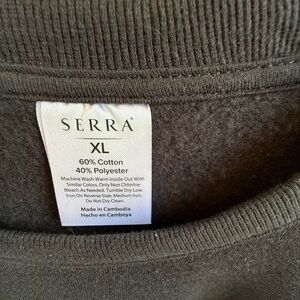 SERRA
XL
60% Cotton
40% Polyester
Machine Wash Warm Inside Out With
Similar Colors, Only Non Chlorine
Bleach As Needed. Tumble Dry Low.
Iron On Reverse Side, Medium Iron,
Do Not Dry Clean.
Made in Cambodia
Hecho en Camboya